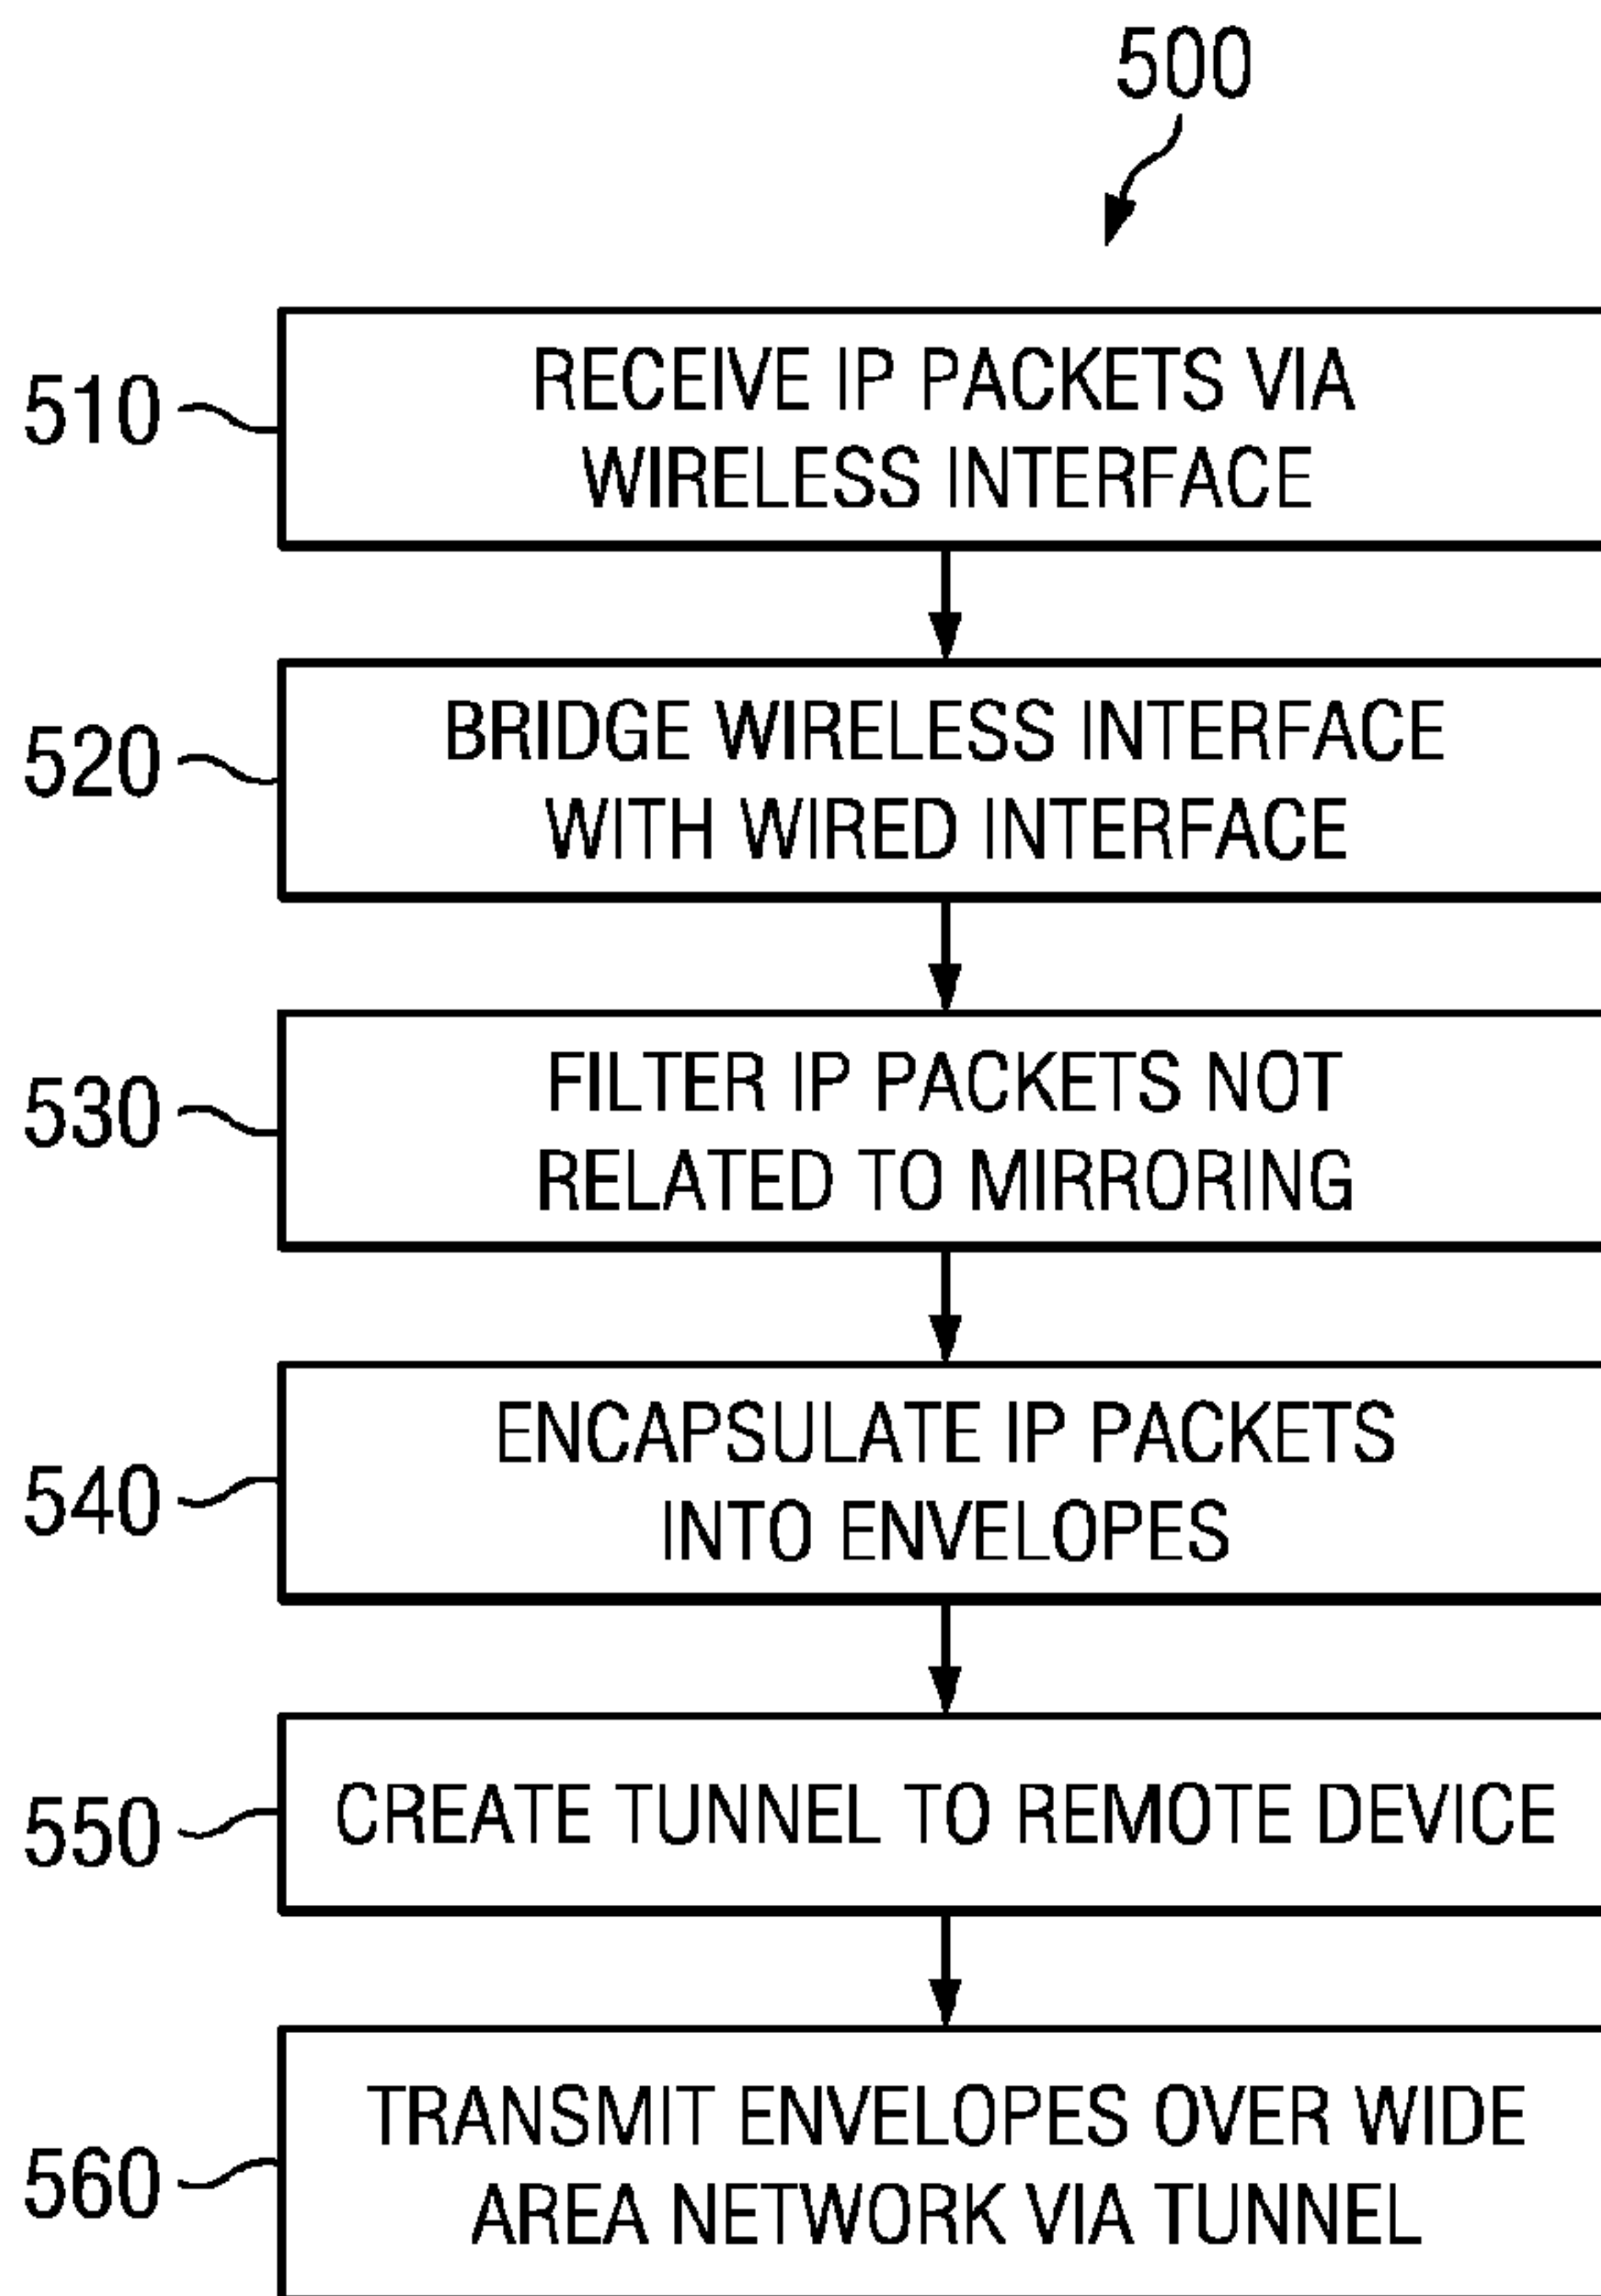 500
510
RECEIVE IP PACKETS VIA
WIRELESS INTERFACE
520
BRIDGE WIRELESS INTERFACE
WITH WIRED INTERFACE
530
FILTER IP PACKETS NOT
RELATED TO MIRRORING
540
ENCAPSULATE IP PACKETS
INTO ENVELOPES
550
CREATE TUNNEL TO REMOTE DEVICE
560
TRANSMIT ENVELOPES OVER WIDE
AREA NETWORK VIA TUNNEL